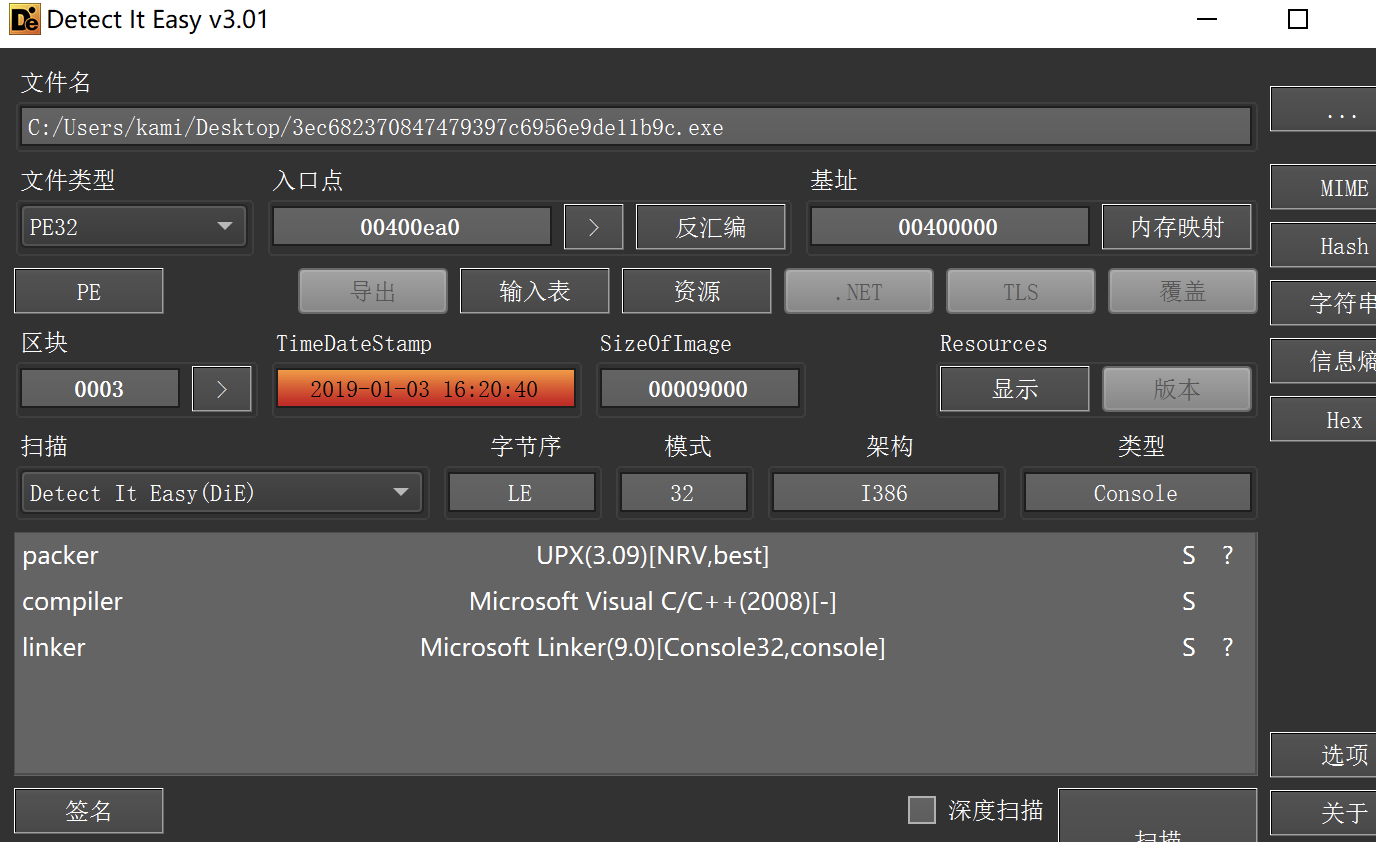 Detect It Easy v3.01
文件名
C:/Users/kami/Desktop/3ec682370847479397c6956e9de11b9c.exe
...
文件类型 入口点 基址
PE32 00400ea0 > 反汇编 00400000 内存映射 MIME
Hash
PE 导出 输入表 资源 .NET TLS 覆盖
字符串
区块 TimeDateStamp SizeOfImage Resources
信息熵
0003 > 2019-01-03 16:20:40 00009000 显示 版本
Hex
扫描 字节序 模式 架构 类型
Detect It Easy(DiE) LE 32 I386 Console
packer UPX(3.09)[NRV,best] S ?
compiler Microsoft Visual C/C++(2008)[-] S
linker Microsoft Linker(9.0)[Console32,console] S ?
选项
签名 深度扫描 扫描 关于